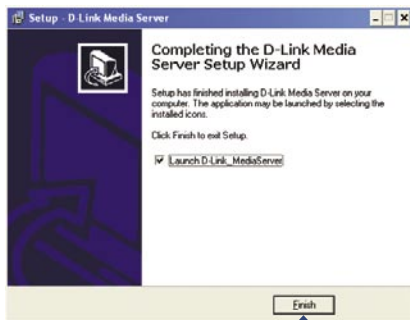 Setup - D-Link Media Server
Completing the D-Link Media
Server Setup Wizard
Setup has finished installing D-Link Media Server on your
computer. The application may be launched by selecting the
installed icons.
Click Finish to exit Setup.
Launch D-Link_MediaServer
Finish